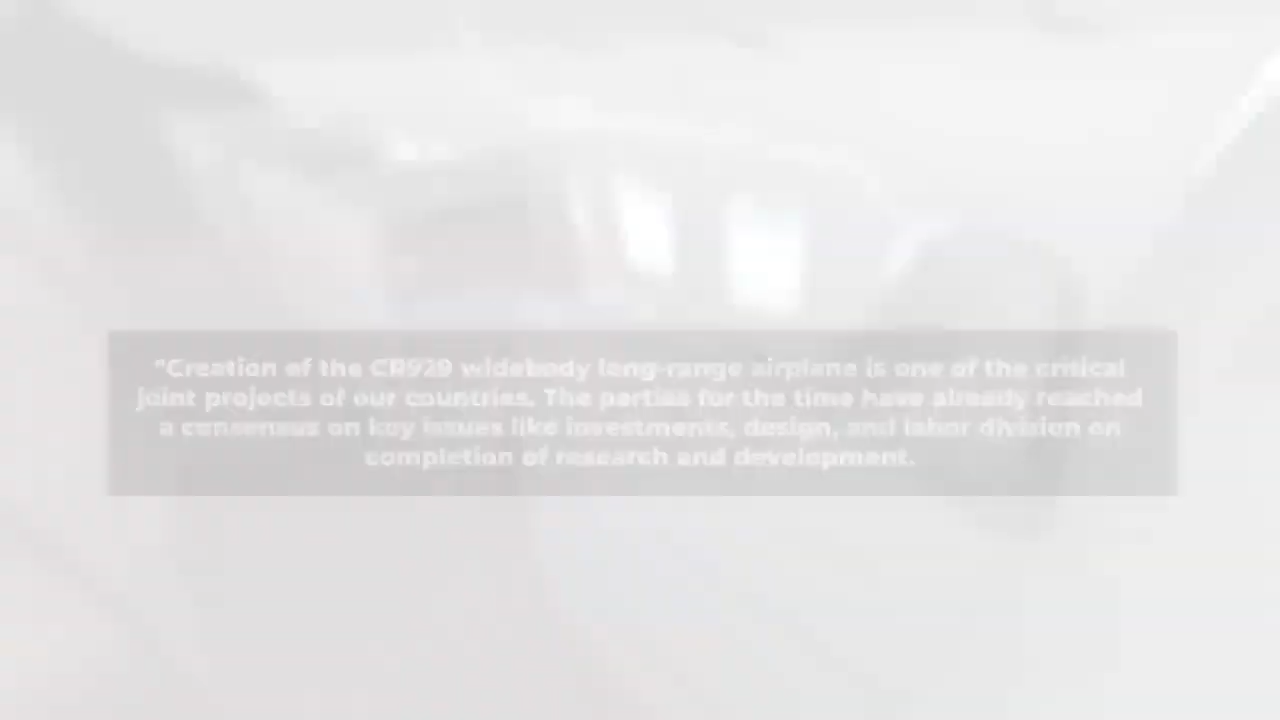 "Creation of the CR929 widebody long-range airplane is one of the critical
joint projects of our countries. The parties for the time have already reached
a consensus on key issues like investments, design, and labor division on
completion of research and development.